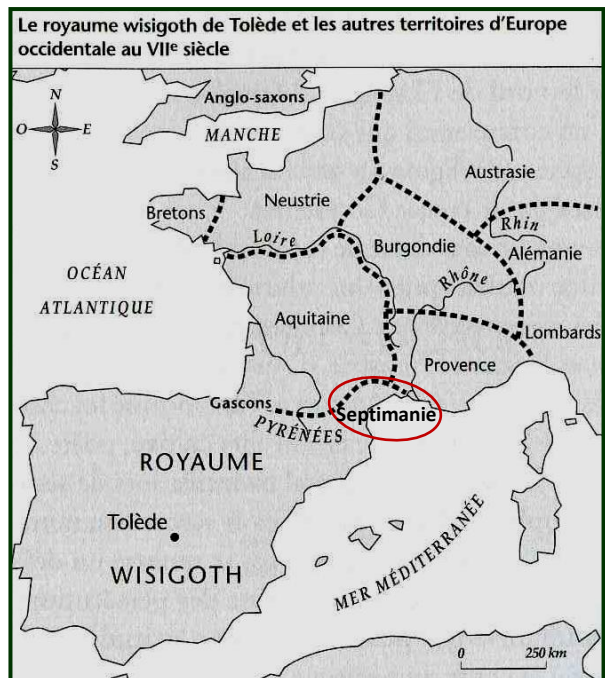 Le royaume wisigoth de Tolède et les autres territoires d'Europe
occidentale au VIIe siècle
N
O
E
S
Anglo-saxons
MANCHE
Austrasie
Neustrie
Bretons
Rhin
Loire
Burgondie
Alémanie
OCÉAN
ATLANTIQUE
Rhône
Aquitaine
Lombards
Provence
Gascons
Septimanie
PYRÉNÉES
ROYAUME
Tolède
WISIGOTH
MER MÉDITERRANÉE
0
250 km